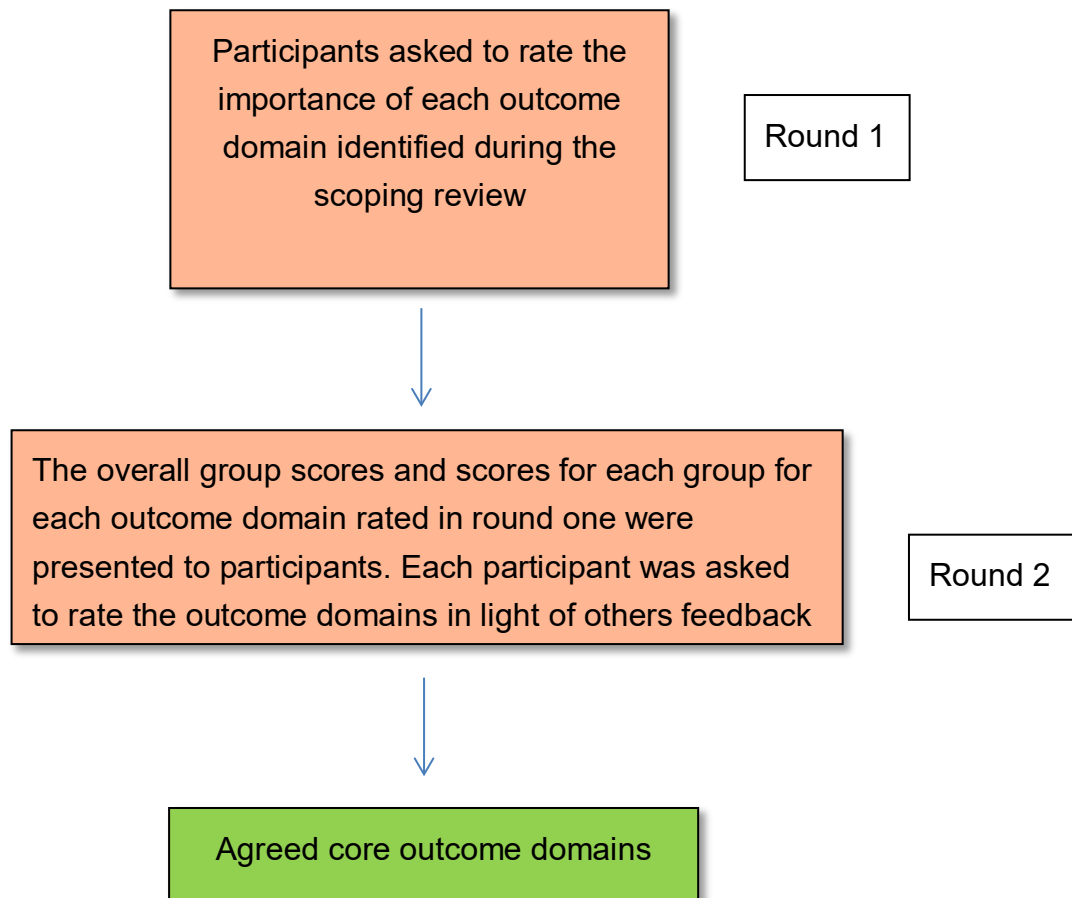 Participants asked to rate the
importance of each outcome
domain identified during the
scoping review
Round 1
The overall group scores and scores for each group for
each outcome domain rated in round one were
presented to participants. Each participant was asked
to rate the outcome domains in light of others feedback
Round 2
Agreed core outcome domains